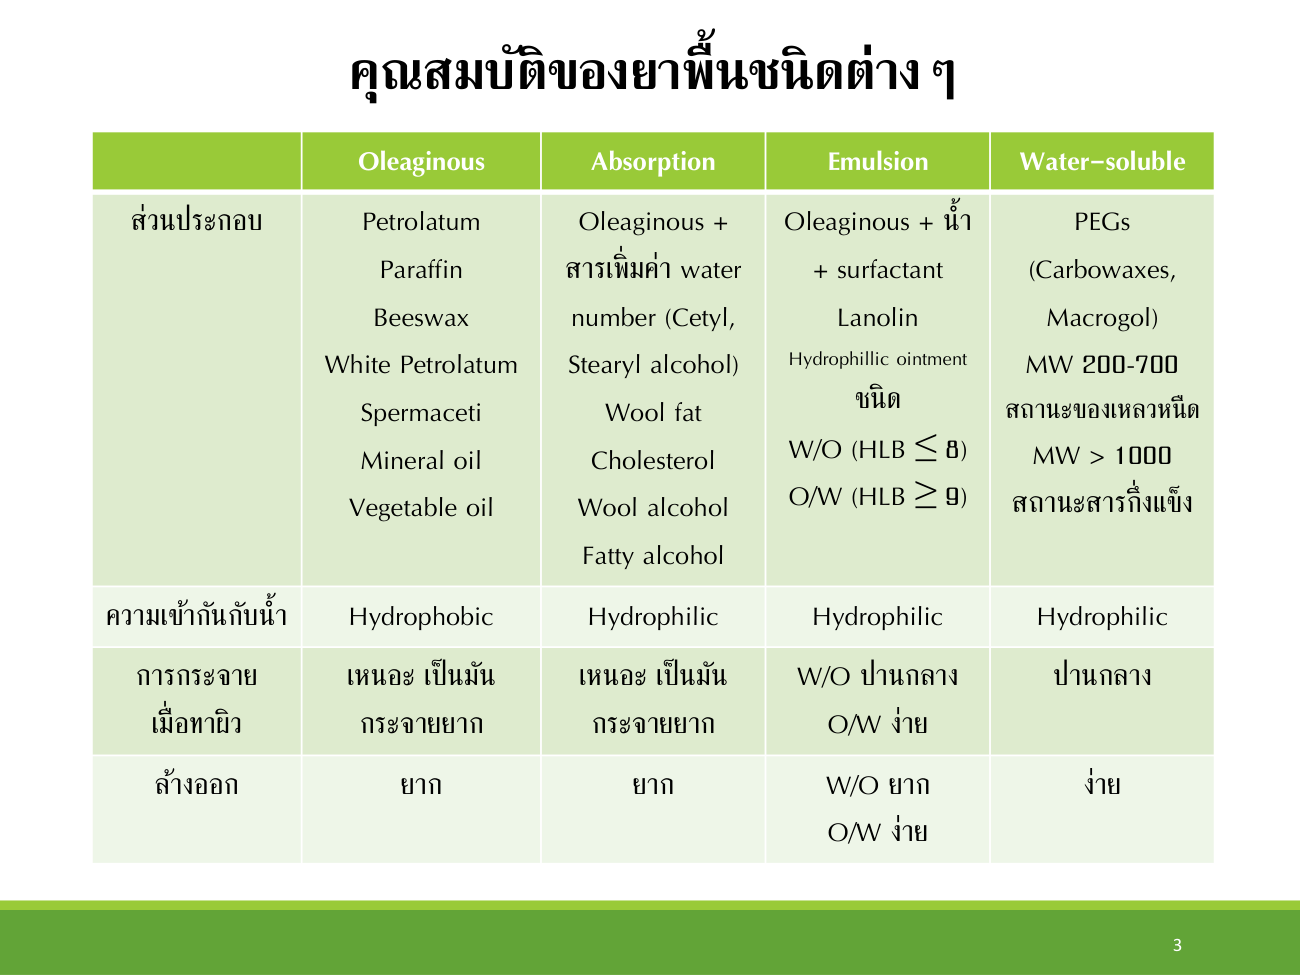 คุณสมบัติของยาพื้นชนิดต่าง ๆ
Oleaginous
Absorption
Emulsion
Water-soluble
ส่วนประกอบ
Petrolatum
Paraffin
Beeswax
White Petrolatum
Spermaceti
Mineral oil
Vegetable oil
Oleaginous +
สารเพิ่มค่า water
number (Cetyl,
Stearyl alcohol)
Wool fat
Cholesterol
Wool alcohol
Fatty alcohol
Oleaginous + น้ำ
+ surfactant
Lanolin
Hydrophillic ointment
ชนิด
W/O (HLB ≤ 8)
O/W (HLB ≥ 9)
PEGs
(Carbowaxes,
Macrogol)
MW 200-700
สถานะของเหลวหนืด
MW > 1000
สถานะสารกึ่งแข็ง
ความเข้ากันกับน้ำ
Hydrophobic
Hydrophilic
Hydrophilic
Hydrophilic
การกระจาย
เมื่อทาผิว
เหนอะ เป็นมัน
กระจายยาก
เหนอะ เป็นมัน
กระจายยาก
W/O ปานกลาง
O/W ง่าย
ปานกลาง
ล้างออก
ยาก
ยาก
W/O ยาก
O/W ง่าย
ง่าย
3